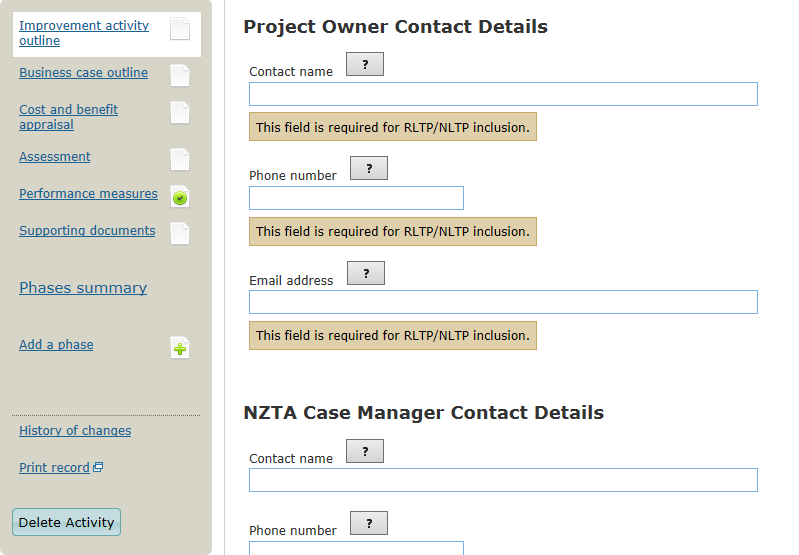 Improvement activity
outline
Business case outline
Cost and benefit
appraisal
Assessment
Performance measures
Supporting documents
Phases summary
Add a phase
History of changes
Print record
Delete Activity
Project Owner Contact Details
Contact name ?
This field is required for RLTP/NLTP inclusion.
Phone number ?
This field is required for RLTP/NLTP inclusion.
Email address ?
This field is required for RLTP/NLTP inclusion.
NZTA Case Manager Contact Details
Contact name ?
Phone number ?